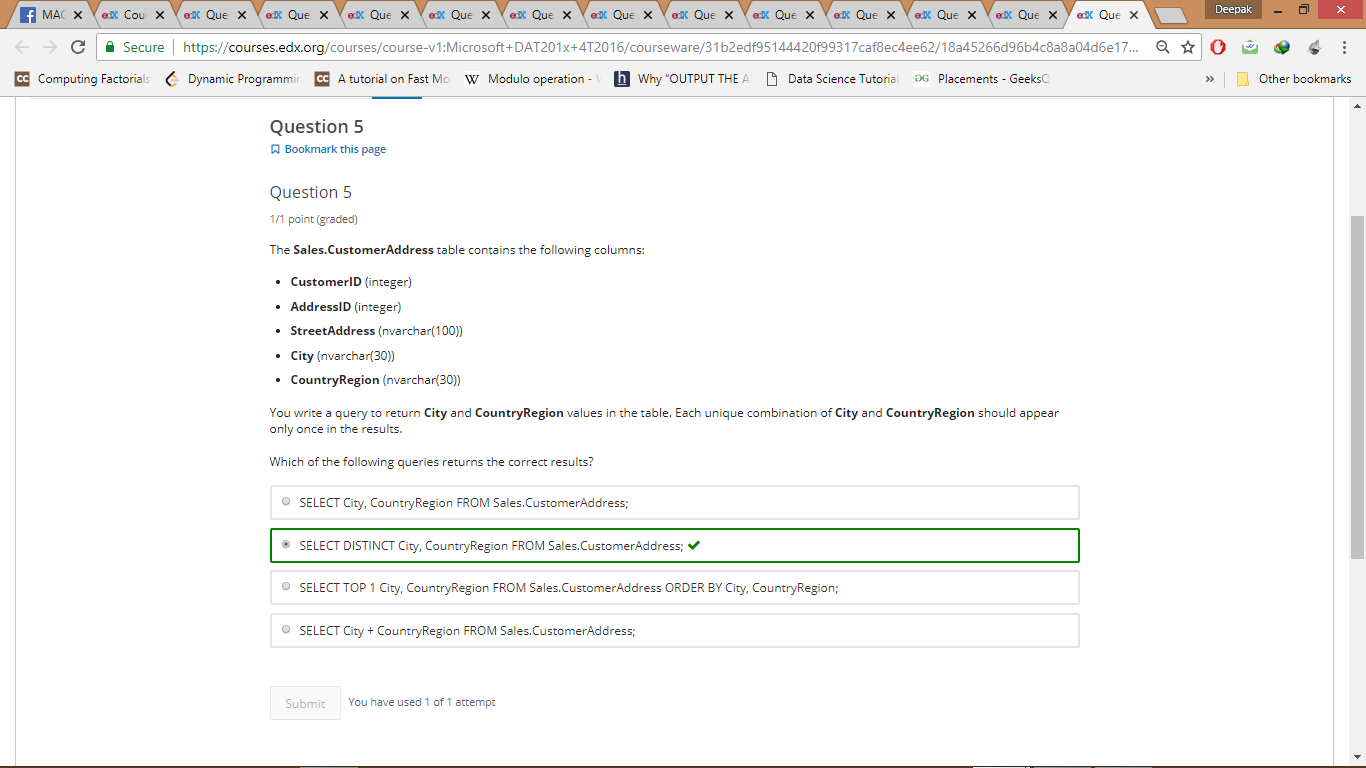 MAC
Cou
Que
Que
Que
Que
Que
Que
Que
Que
Que
Que
Que
Que
Deepak
Secure
https://courses.edx.org/courses/course-v1:Microsoft+DAT201x+4T2016/courseware/31b2edf95144420f99317caf8ec4ee62/18a45266d96b4c8a8a04d6e17...
Computing Factorials
Dynamic Programmin
A tutorial on Fast Mo
Modulo operation -
Why "OUTPUT THE A
Data Science Tutorial
Placements - GeeksQ
»
Other bookmarks
Question 5
Bookmark this page
Question 5
1/1 point (graded)
The Sales.CustomerAddress table contains the following columns:
• CustomerID (integer)
• AddressID (integer)
• StreetAddress (nvarchar(100))
• City (nvarchar(30))
• CountryRegion (nvarchar(30))
You write a query to return City and CountryRegion values in the table. Each unique combination of City and CountryRegion should appear
only once in the results.
Which of the following queries returns the correct results?
SELECT City, CountryRegion FROM Sales.CustomerAddress;
SELECT DISTINCT City, CountryRegion FROM Sales.CustomerAddress; ✔
SELECT TOP 1 City, CountryRegion FROM Sales.CustomerAddress ORDER BY City, CountryRegion;
SELECT City + CountryRegion FROM Sales.CustomerAddress;
Submit
You have used 1 of 1 attempt